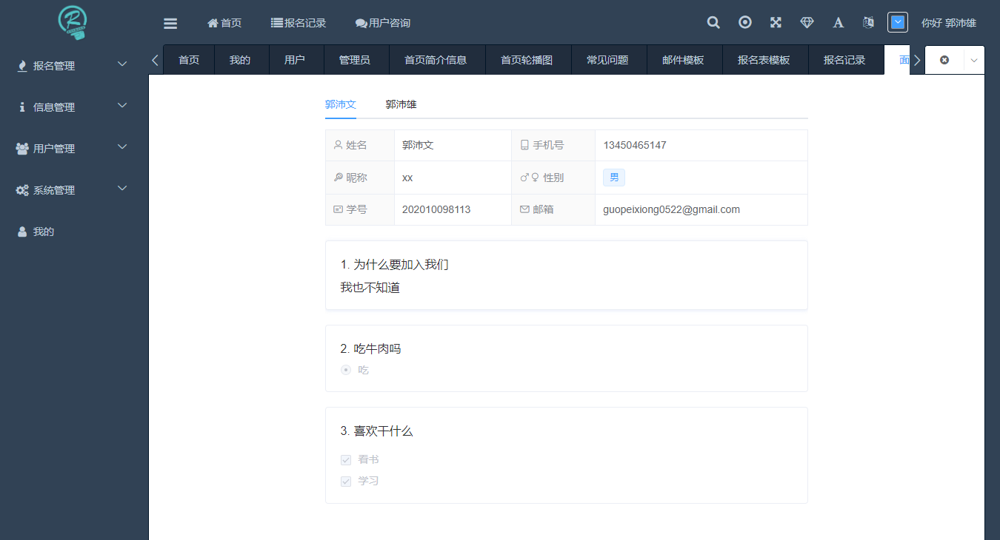 首页
报名记录
用户咨询
你好 郭沛雄
首页
我的
用户
管理员
首页简介信息
首页轮播图
常见问题
邮件模板
报名表模板
报名记录
面
报名管理
信息管理
用户管理
系统管理
我的
郭沛文
郭沛雄
姓名
郭沛文
手机号
13450465147
昵称
xx
性别
男
学号
202010098113
邮箱
guopeixiong0522@gmail.com
1. 为什么要加入我们
我也不知道
2. 吃牛肉吗
吃
3. 喜欢干什么
看书
学习